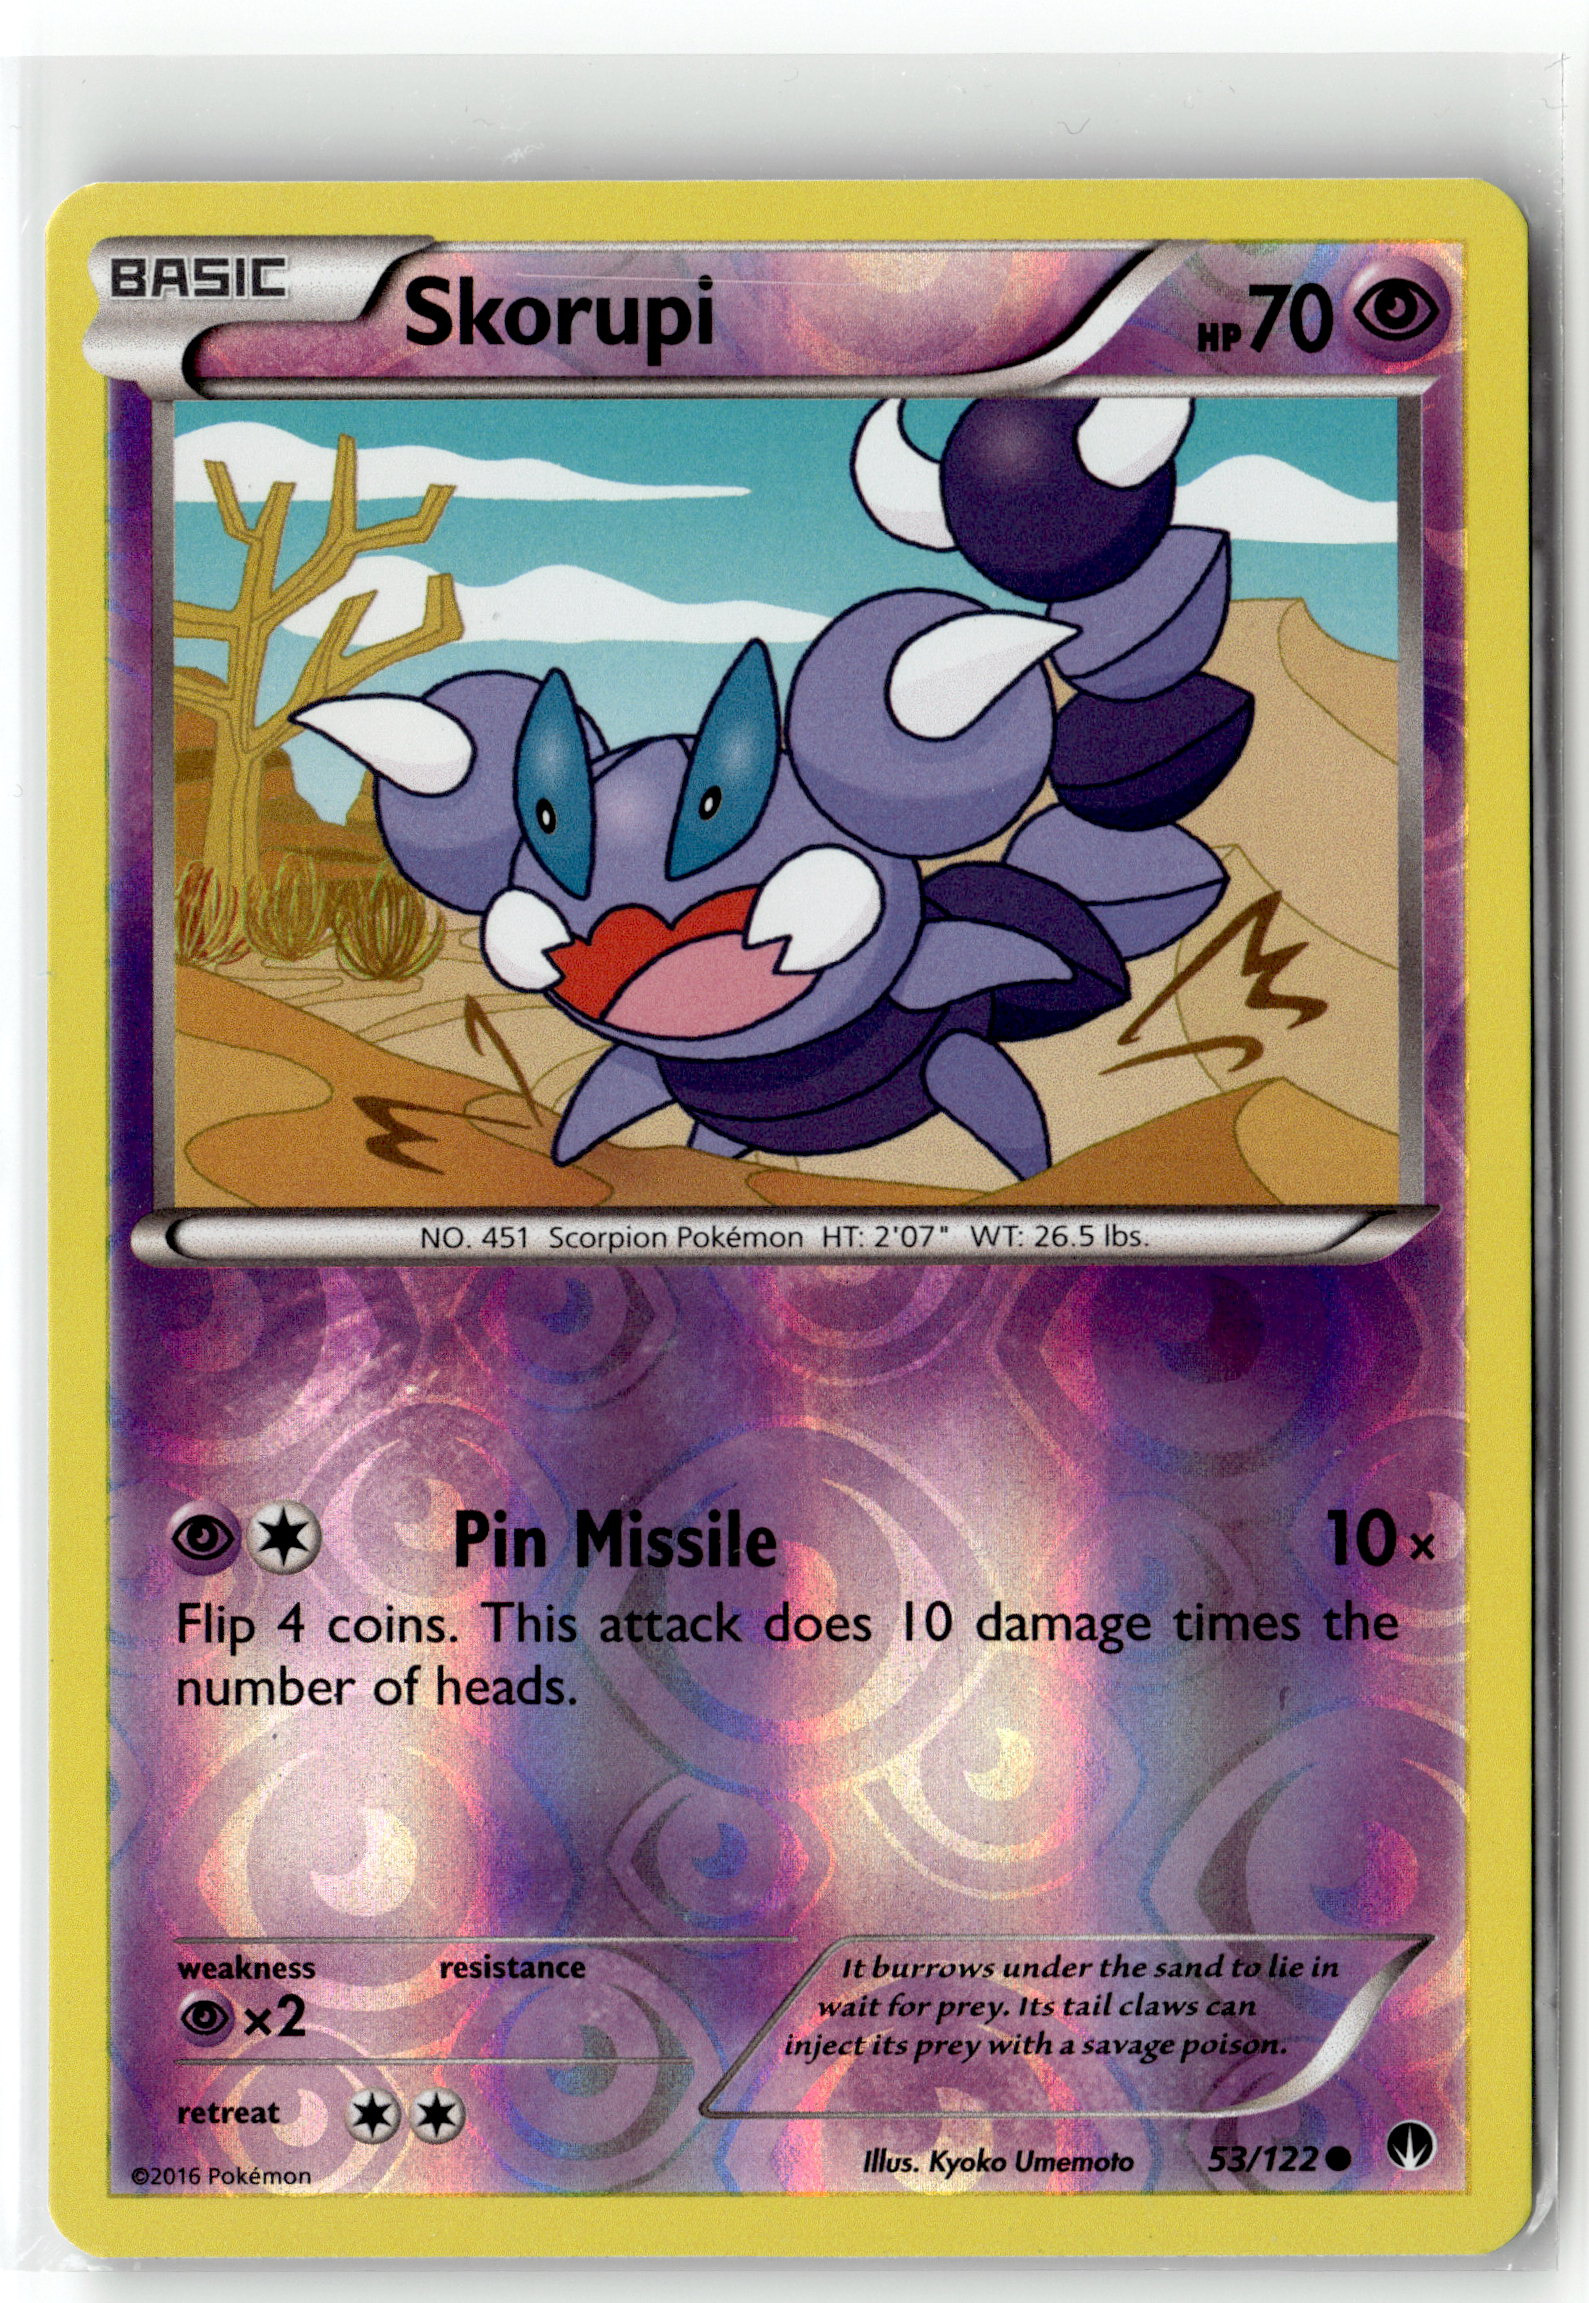 BASIC
Skorupi
HP 70
NO. 451 Scorpion Pokémon HT: 2'07" WT: 26.5 lbs.
Pin Missile 10×
Flip 4 coins. This attack does 10 damage times the
number of heads.
weakness resistance
×2
It burrows under the sand to lie in
wait for prey. Its tail claws can
inject its prey with a savage poison.
retreat
Illus. Kyoko Umemoto 53/122
©2016 Pokémon